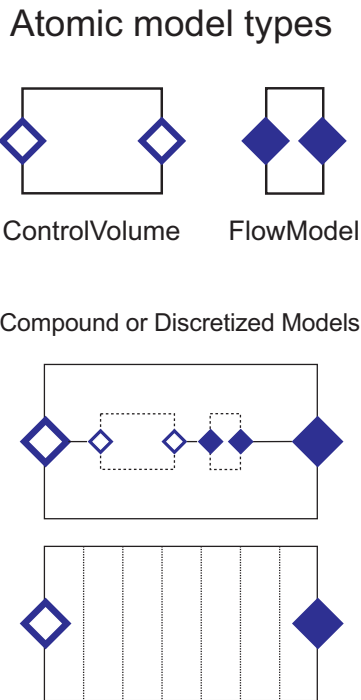 Atomic model types
ControlVolume FlowModel
Compound or Discretized Models